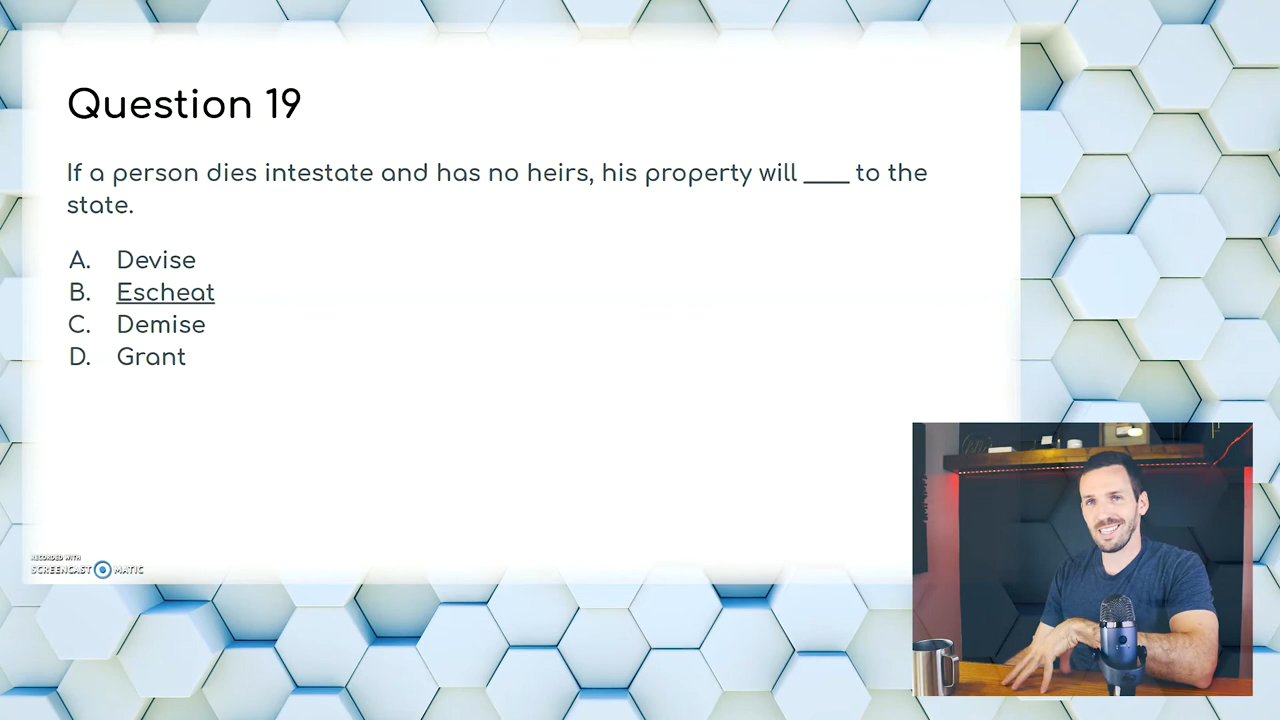 Question 19
If a person dies intestate and has no heirs, his property will ____ to the
state.
A. Devise
B. Escheat
C. Demise
D. Grant
RECORDED WITH
SCREENCAST MATIC